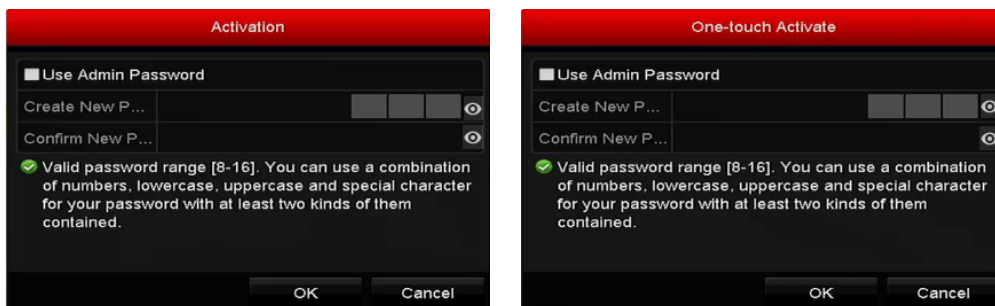 Activation
Use Admin Password
Create New P...
Confirm New P...
Valid password range [8-16]. You can use a combination
of numbers, lowercase, uppercase and special character
for your password with at least two kinds of them
contained.
OK Cancel
One-touch Activate
Use Admin Password
Create New P...
Confirm New P...
Valid password range [8-16]. You can use a combination
of numbers, lowercase, uppercase and special character
for your password with at least two kinds of them
contained.
OK Cancel